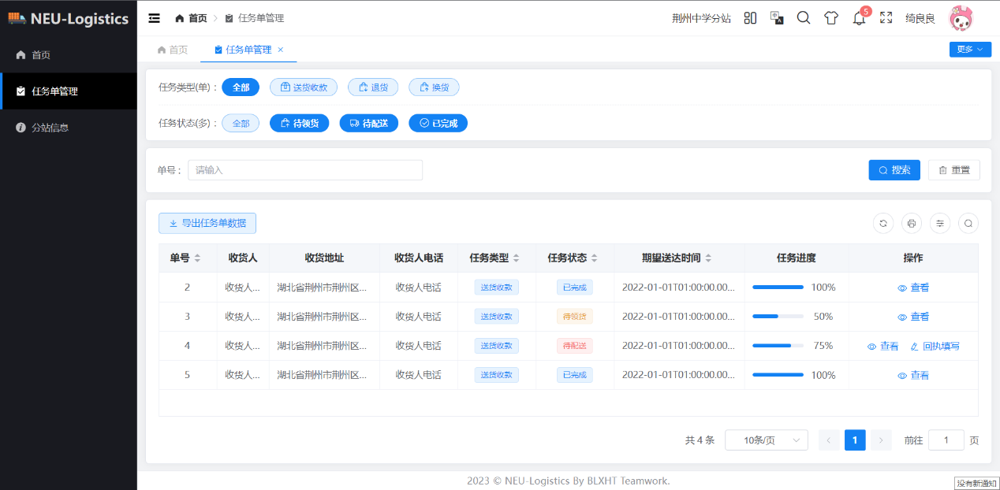 NEU-Logistics
首页
任务单管理
分站信息
首页 任务单管理
荆州中学分站 5 绮良良
首页 任务单管理 更多
任务类型(单)： 全部 送货收款 退货 换货
任务状态(多)： 全部 待领货 待配送 已完成
单号： 请输入 搜索 重置
导出任务单数据
单号 收货人 收货地址 收货人电话 任务类型 任务状态 期望送达时间 任务进度 操作
2 收货人... 湖北省荆州市荆州区... 收货人电话 送货收款 已完成 2022-01-01T01:00:00.00... 100% 查看
3 收货人... 湖北省荆州市荆州区... 收货人电话 送货收款 待领货 2022-01-01T01:00:00.00... 50% 查看
4 收货人... 湖北省荆州市荆州区... 收货人电话 送货收款 待配送 2022-01-01T01:00:00.00... 75% 查看 回执填写
5 收货人... 湖北省荆州市荆州区... 收货人电话 送货收款 已完成 2022-01-01T01:00:00.00... 100% 查看
共 4 条 10条/页 1 前往 1 页
2023 © NEU-Logistics By BLXHT Teamwork.
没有新通知